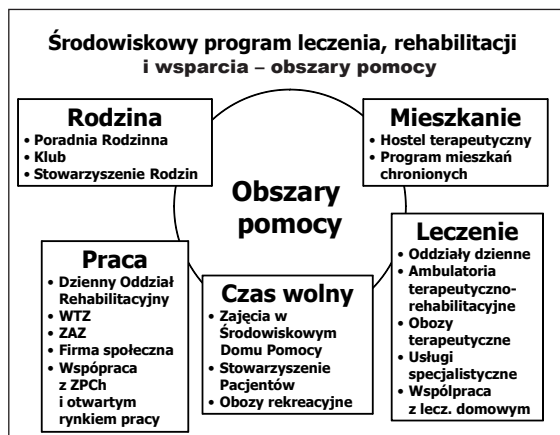 Środowiskowy program leczenia, rehabilitacji
i wsparcia – obszary pomocy
Rodzina
• Poradnia Rodzinna
• Klub
• Stowarzyszenie Rodzin
Mieszkanie
• Hostel terapeutyczny
• Program mieszkań
chronionych
Obszary
pomocy
Praca
• Dzienny Oddział
Rehabilitacyjny
• WTZ
• ZAZ
• Firma społeczna
• Współpraca
z ZPCh
i otwartym
rynkiem pracy
Czas wolny
• Zajęcia w
Środowiskowym
Domu Pomocy
• Stowarzyszenie
Pacjentów
• Obozy rekreacyjne
Leczenie
• Oddziały dzienne
• Ambulatoria
terapeutyczno-
rehabilitacyjne
• Obozy
terapeutyczne
• Usługi
specjalistyczne
• Wspólpraca
z lecz. domowym